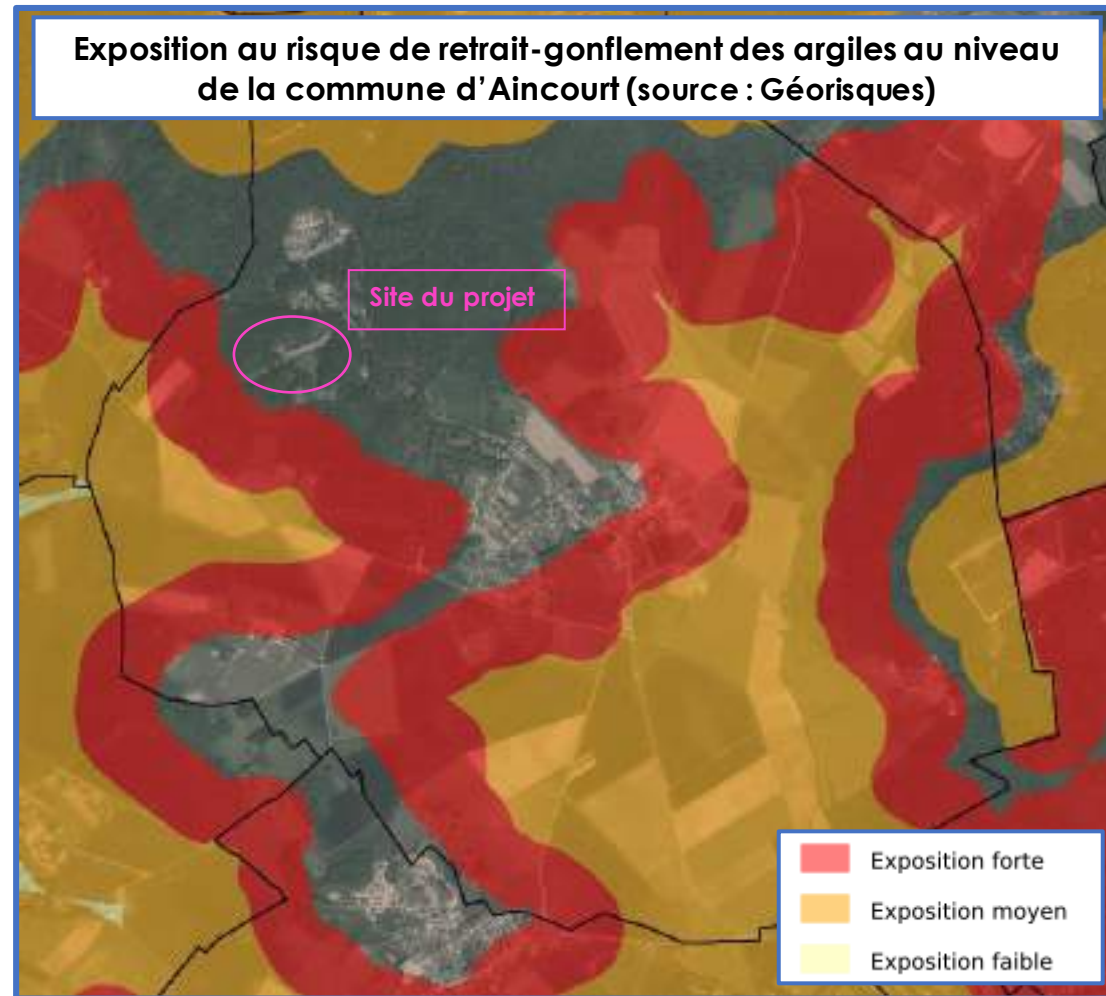 Exposition au risque de retrait-gonflement des argiles au niveau
de la commune d'Aincourt (source : Géorisques)
Site du projet
Exposition forte
Exposition moyen
Exposition faible